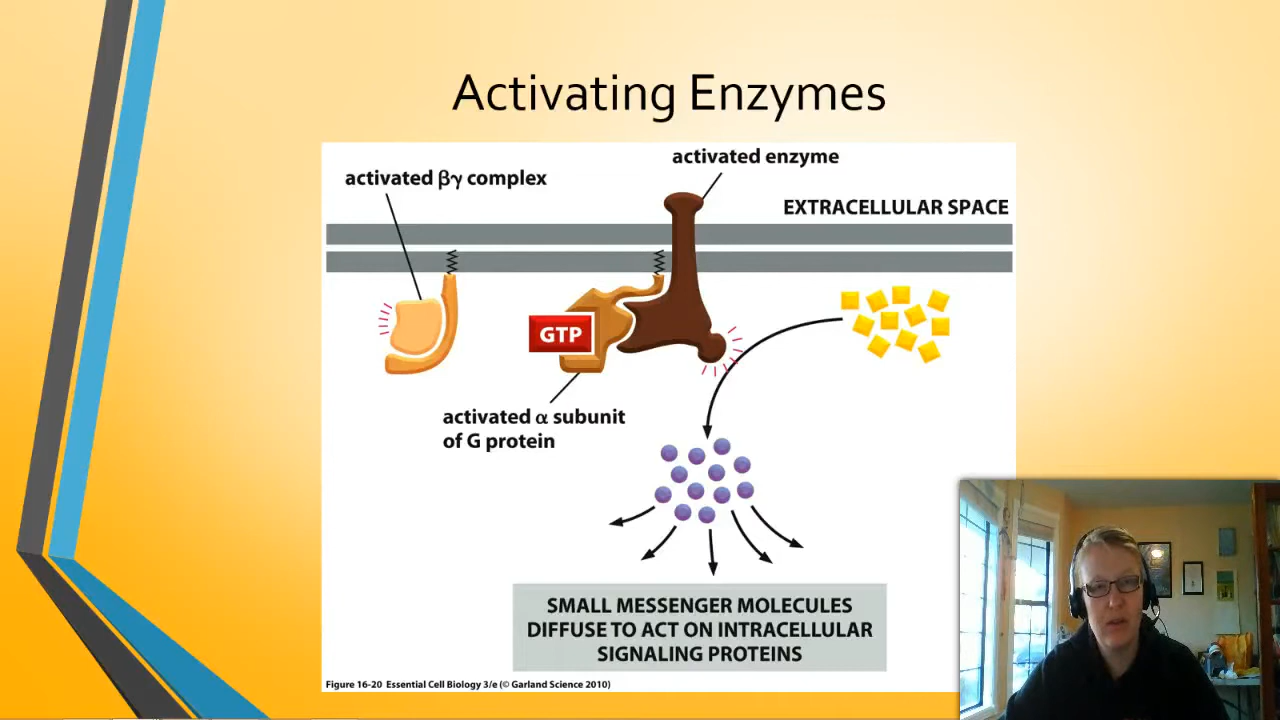 Activating Enzymes
activated enzyme
activated βγ complex
EXTRACELLULAR SPACE
GTP
activated α subunit
of G protein
SMALL MESSENGER MOLECULES
DIFFUSE TO ACT ON INTRACELLULAR
SIGNALING PROTEINS
Figure 16-20 Essential Cell Biology 3/e (© Garland Science 2010)